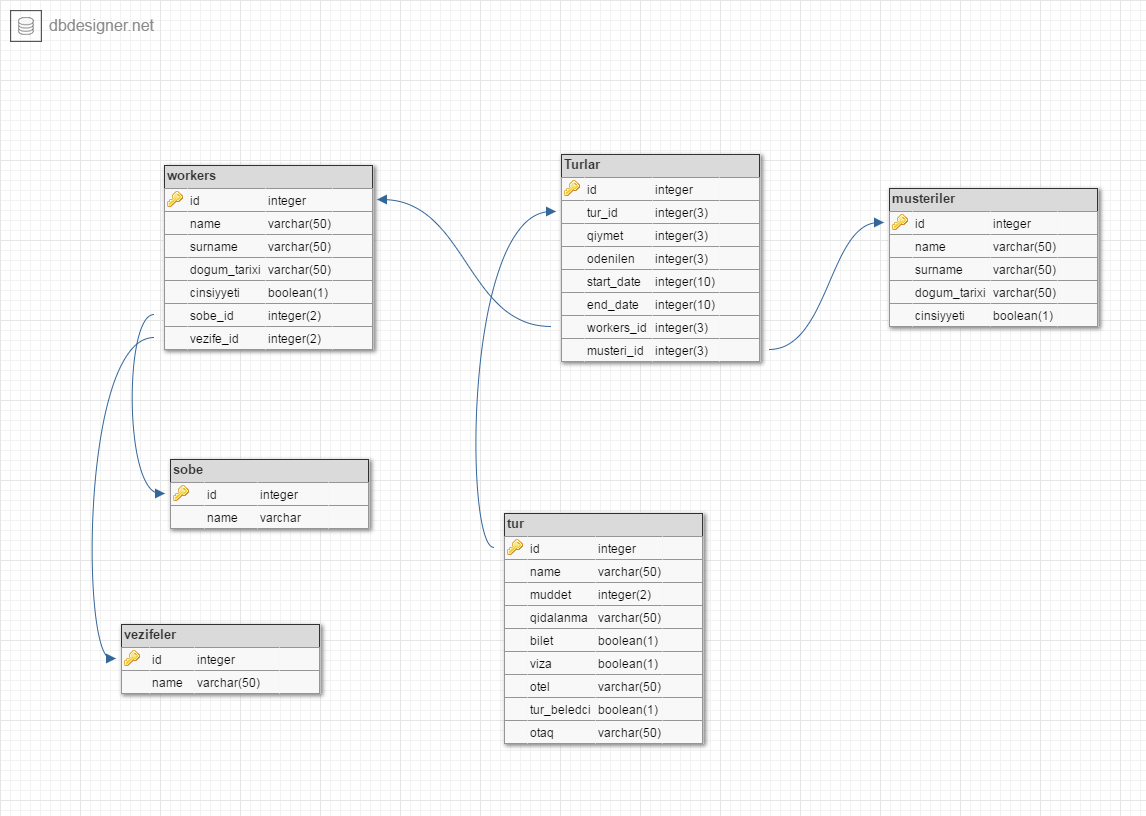 dbdesigner.net
workers
id integer
name varchar(50)
surname varchar(50)
dogum_tarixi varchar(50)
cinsiyyeti boolean(1)
sobe_id integer(2)
vezife_id integer(2)
Turlar
id integer
tur_id integer(3)
qiymet integer(3)
odenilen integer(3)
start_date integer(10)
end_date integer(10)
workers_id integer(3)
musteri_id integer(3)
musteriler
id integer
name varchar(50)
surname varchar(50)
dogum_tarixi varchar(50)
cinsiyyeti boolean(1)
sobe
id integer
name varchar
tur
id integer
name varchar(50)
muddet integer(2)
qidalanma varchar(50)
bilet boolean(1)
viza boolean(1)
otel varchar(50)
tur_beledci boolean(1)
otaq varchar(50)
vezifeler
id integer
name varchar(50)